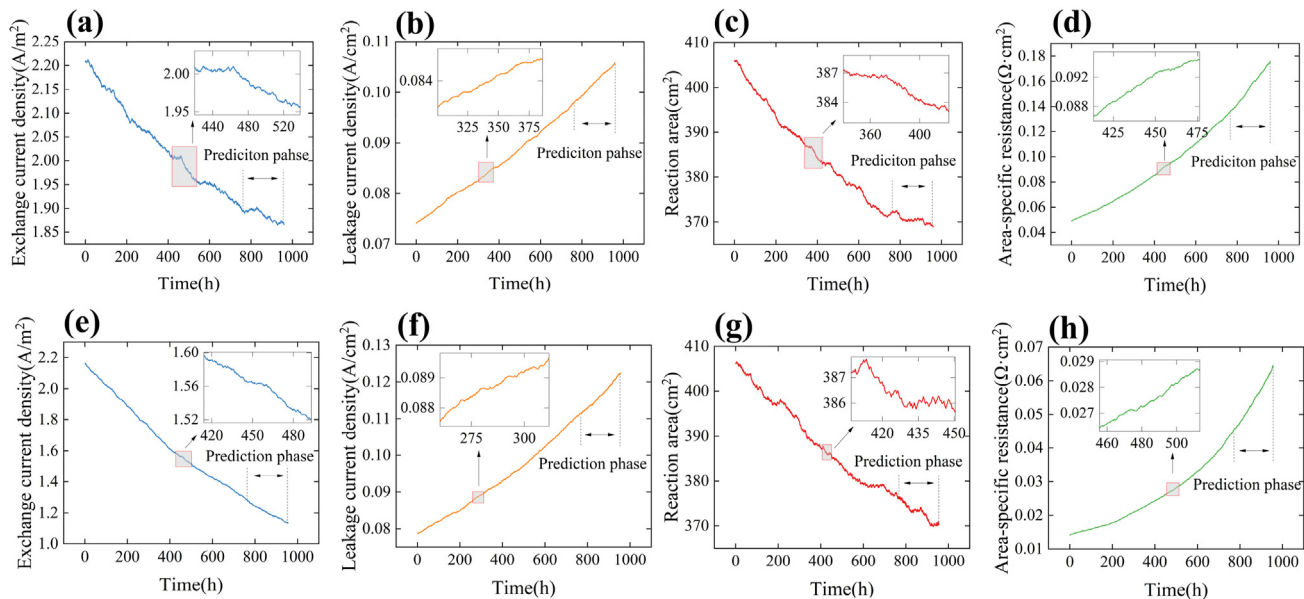 (a)
Exchange current density(A/m²)
2.25
2.20
2.15
2.10
2.05
2.00
1.95
1.90
1.85
2.00
1.95
440 480 520
Prediciton pahse
0 200 400 600 800 1000
Time(h)
(b)
Leakage current density(A/cm²)
0.11
0.10
0.09
0.08
0.07
0.084
325 350 375
Prediciton pahse
0 200 400 600 800 1000
Time(h)
(c)
Reaction area(cm²)
410
400
390
380
370
360
387
384
360 400
Prediciton pahse
0 200 400 600 800 1000
Time(h)
(d)
Area-specific resistance(Ω·cm²)
0.18
0.16
0.14
0.12
0.10
0.08
0.06
0.04
0.092
0.088
425 450 475
Prediciton pahse
0 200 400 600 800 1000
Time(h)
(e)
Exchange current density(A/m²)
2.2
2.0
1.8
1.6
1.4
1.2
1.0
1.60
1.56
1.52
420 450 480
Prediction phase
0 200 400 600 800 1000
Time(h)
(f)
Leakage current density(A/cm²)
0.13
0.12
0.11
0.10
0.09
0.08
0.089
0.088
275 300
Prediction phase
0 200 400 600 800 1000
Time(h)
(g)
Reaction area(cm²)
410
400
390
380
370
387
386
420 435 450
Prediction phase
0 200 400 600 800 1000
Time(h)
(h)
Area-specific resistance(Ω·cm²)
0.07
0.06
0.05
0.04
0.03
0.02
0.01
0.029
0.028
0.027
460 480 500
Prediction phase
0 200 400 600 800 1000
Time(h)